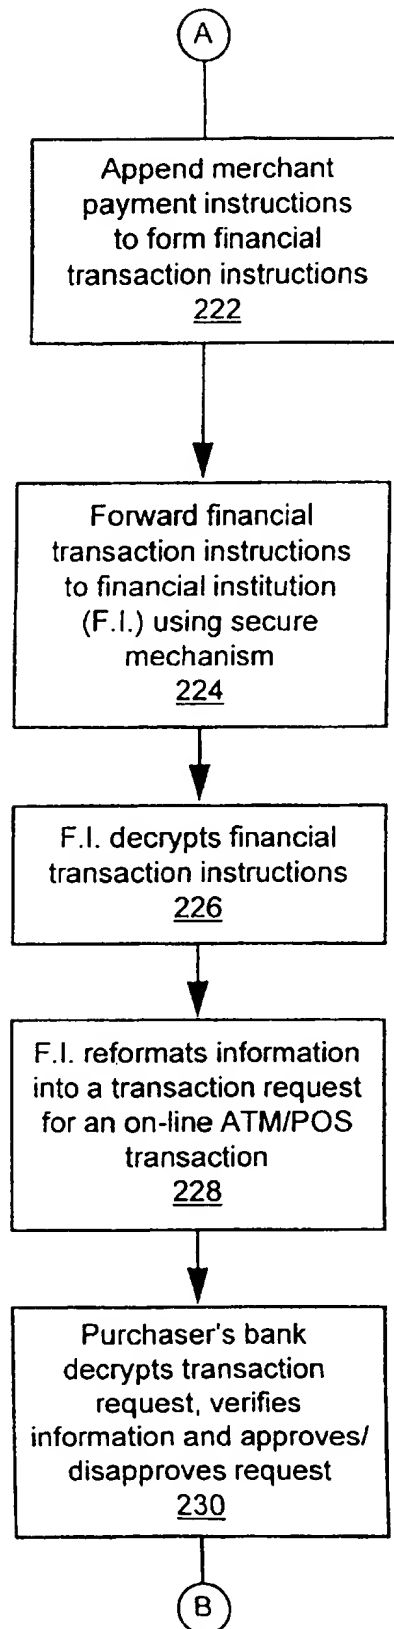 A
Append merchant
payment instructions
to form financial
transaction instructions
222
Forward financial
transaction instructions
to financial institution
(F.I.) using secure
mechanism
224
F.I. decrypts financial
transaction instructions
226
F.I. reformats information
into a transaction request
for an on-line ATM/POS
transaction
228
Purchaser's bank
decrypts transaction
request, verifies
information and approves/
disapproves request
230
B